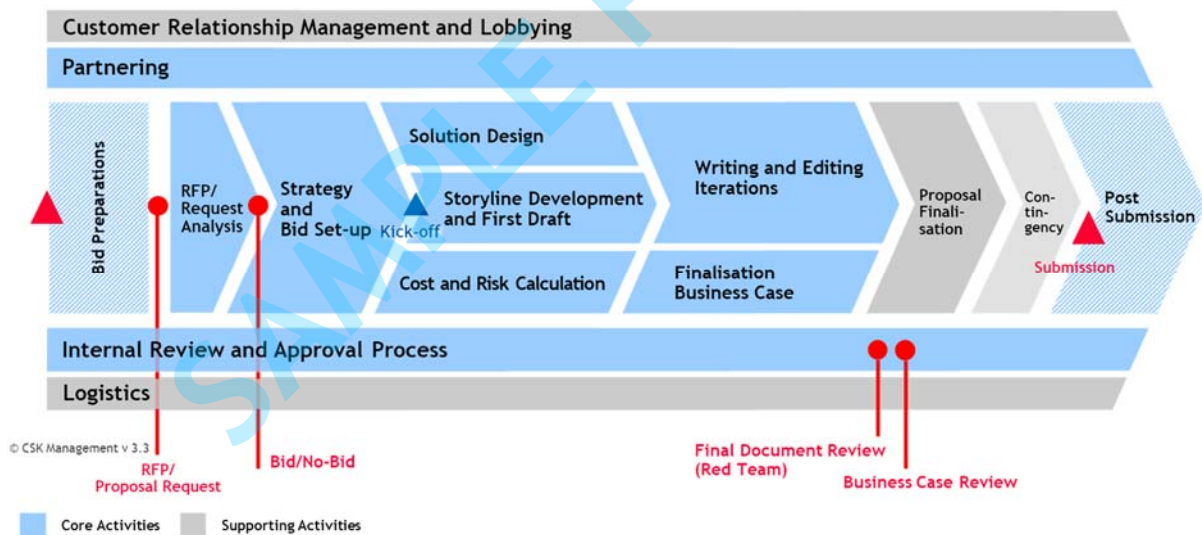 Customer Relationship Management and Lobbying
Partnering
Bid Preparations
RFP/
Request
Analysis
Strategy
and
Bid Set-up
Kick-off
Solution Design
Storyline Development
and First Draft
Cost and Risk Calculation
Writing and Editing
Iterations
Finalisation
Business Case
Proposal
Finali-
sation
Con-
tin-
gency
Submission
Post
Submission
Internal Review and Approval Process
Logistics
© CSK Management v 3.3
RFP/
Proposal Request
Bid/No-Bid
Final Document Review
(Red Team)
Business Case Review
Core Activities
Supporting Activities
SAMPLE